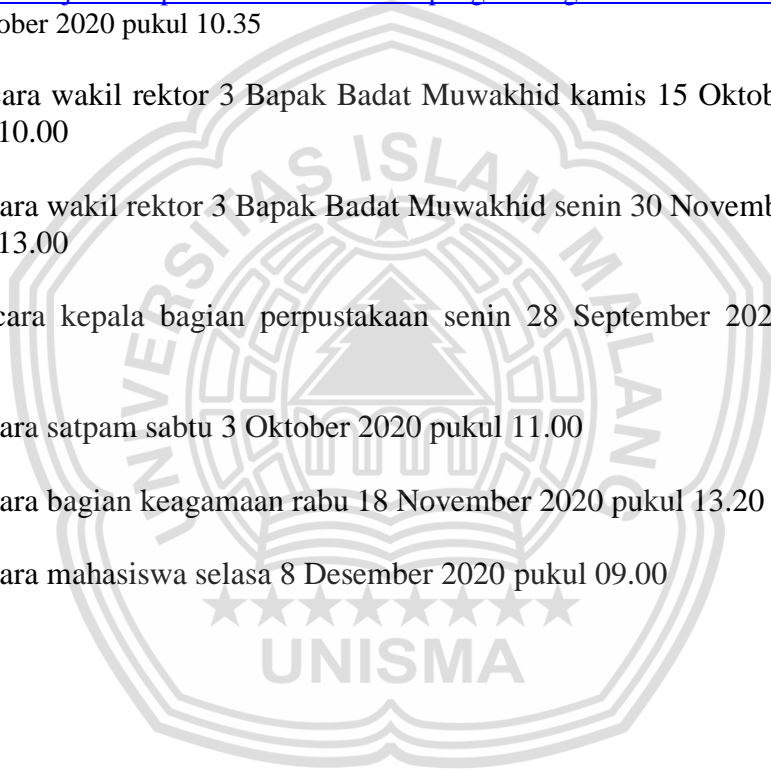 ober 2020 pukul 10.35
ara wakil rektor 3 Bapak Badat Muwakhid kamis 15 Oktob
10.00
ara wakil rektor 3 Bapak Badat Muwakhid senin 30 Novemb
13.00
cara kepala bagian perpustakaan senin 28 September 202
ara satpam sabtu 3 Oktober 2020 pukul 11.00
ara bagian keagamaan rabu 18 November 2020 pukul 13.20
ara mahasiswa selasa 8 Desember 2020 pukul 09.00
UNIVERSITAS ISLAM MALANG
UNISMA